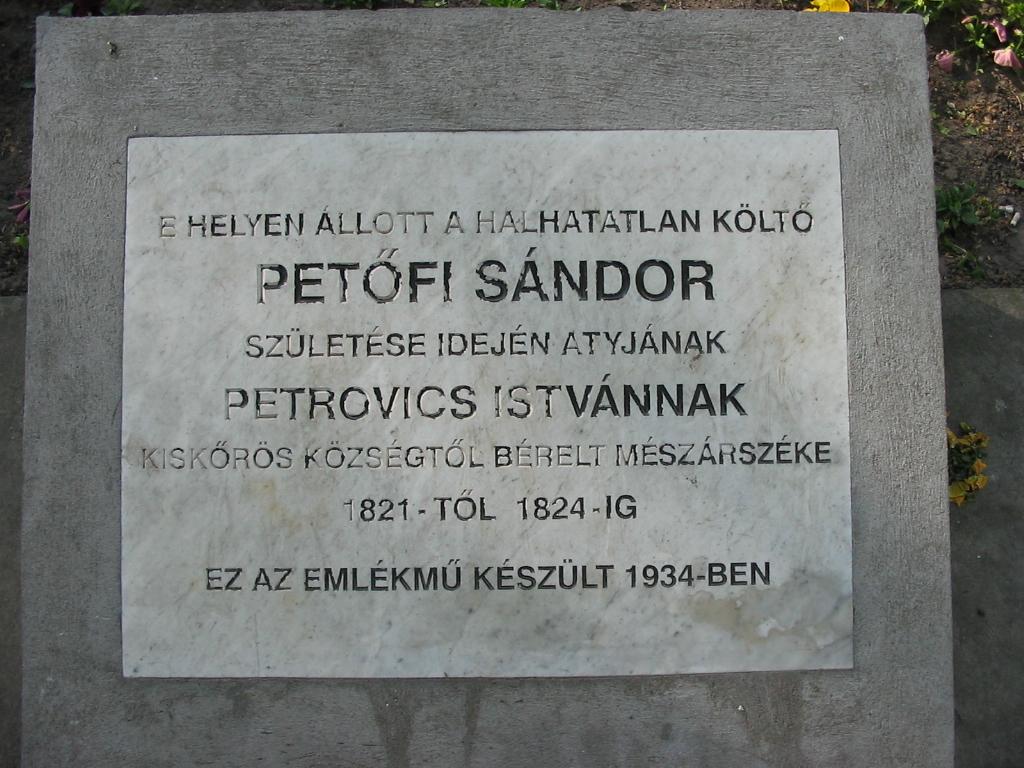 E HELYEN ÁLLOTT A HALHATATLAN KÖLTŐ
PETŐFI SÁNDOR
SZÜLETÉSE IDEJÉN ATYJÁNAK
PETROVICS ISTVÁNNAK
KISKŐRÖS KÖZSÉGTŐL BÉRELT MÉSZÁRSZÉKE
1821-TŐL 1824-IG
EZ AZ EMLÉKMŰ KÉSZÜLT 1934-BEN